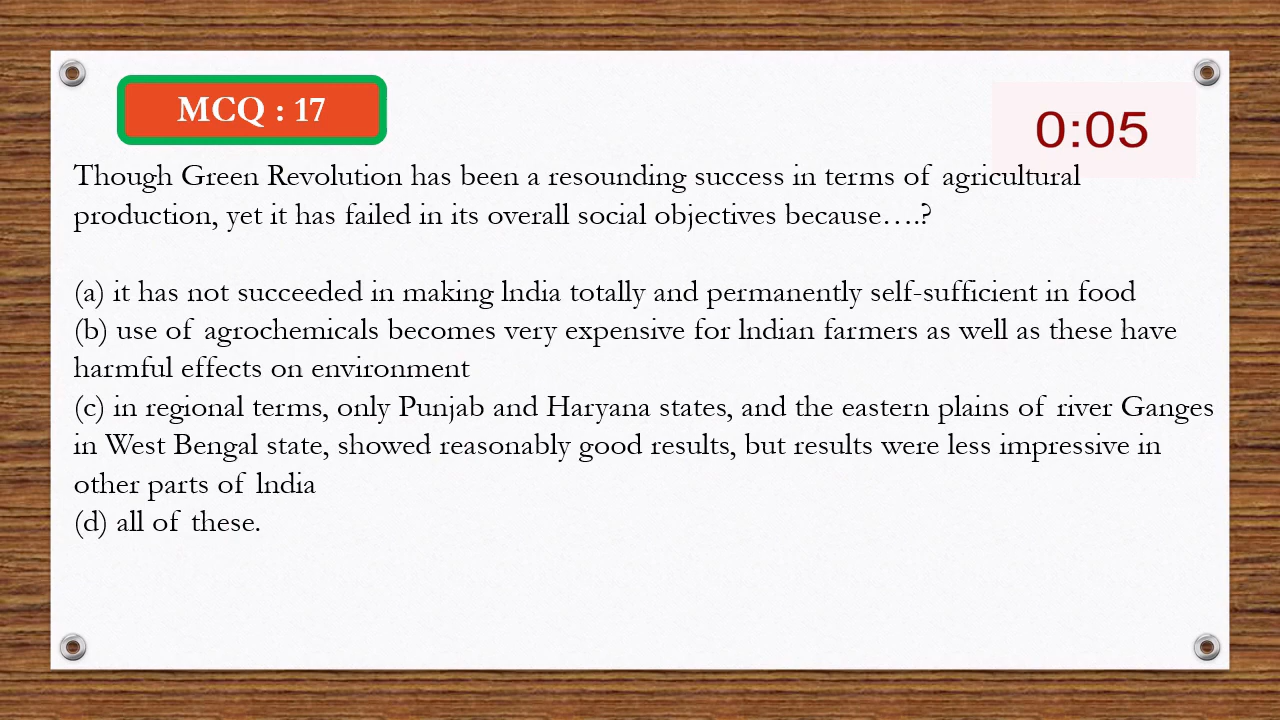 MCQ : 17
0:05
Though Green Revolution has been a resounding success in terms of agricultural
production, yet it has failed in its overall social objectives because….?
(a) it has not succeeded in making lndia totally and permanently self-sufficient in food
(b) use of agrochemicals becomes very expensive for lndian farmers as well as these have
harmful effects on environment
(c) in regional terms, only Punjab and Haryana states, and the eastern plains of river Ganges
in West Bengal state, showed reasonably good results, but results were less impressive in
other parts of lndia
(d) all of these.